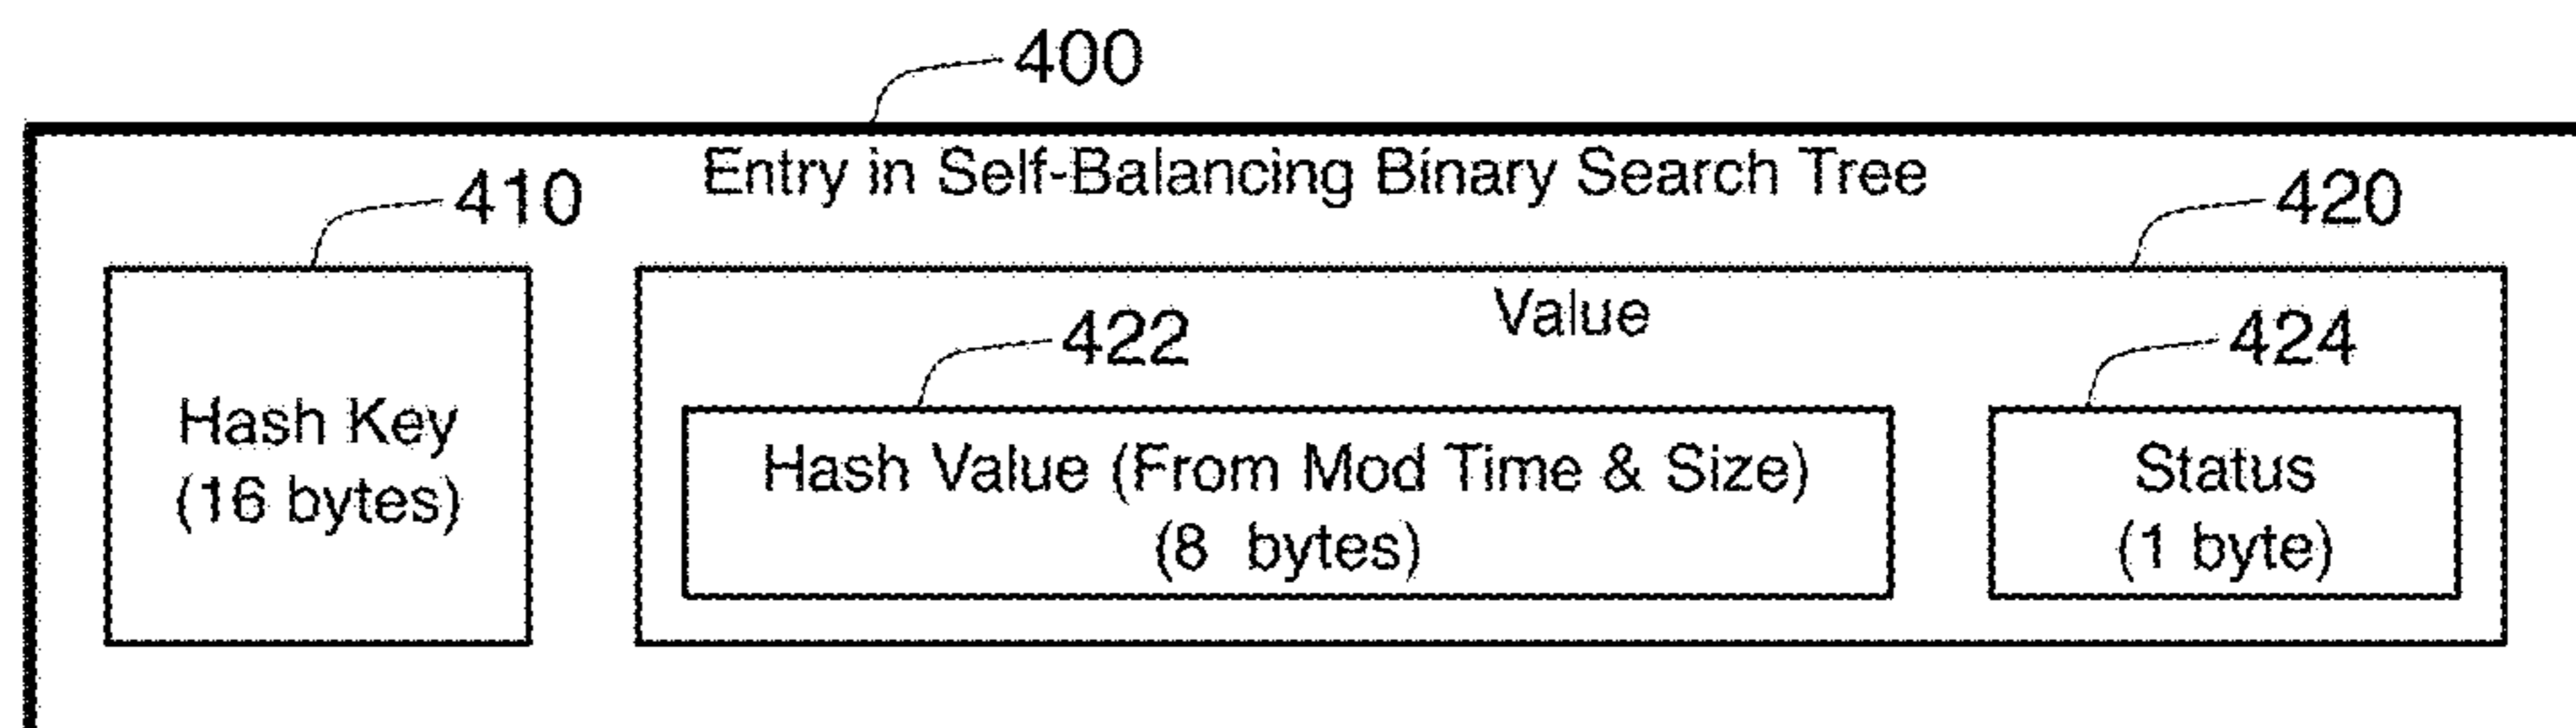 400
Entry in Self-Balancing Binary Search Tree
410
420
Value
422
424
Hash Key
(16 bytes)
Hash Value (From Mod Time & Size)
(8 bytes)
Status
(1 byte)